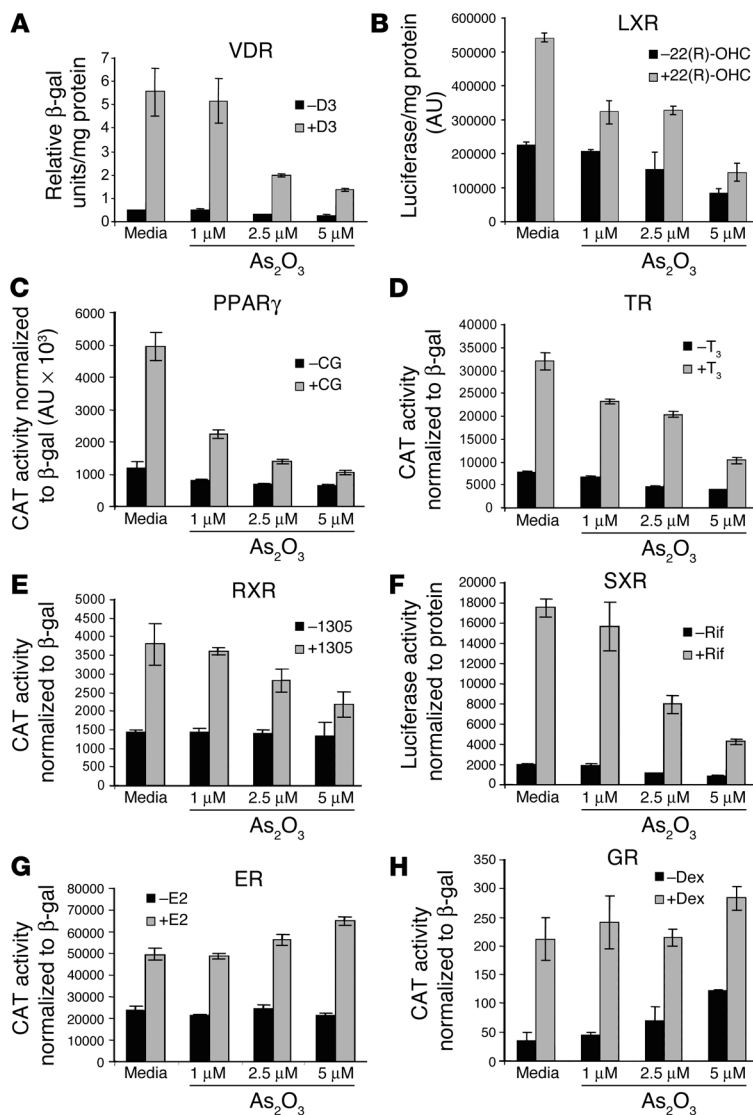 A
VDR
Relative β-gal
units/mg protein
7
6
5
4
3
2
1
0
–D3
+D3
Media
1 μM
2.5 μM
5 μM
As2O3
B
LXR
Luciferase/mg protein
(AU)
600000
500000
400000
300000
200000
100000
0
–22(R)-OHC
+22(R)-OHC
Media
1 μM
2.5 μM
5 μM
As2O3
C
PPARγ
CAT activity normalized
to β-gal (AU × 10³)
6000
5000
4000
3000
2000
1000
0
–CG
+CG
Media
1 μM
2.5 μM
5 μM
As2O3
D
TR
CAT activity
normalized to β-gal
40000
35000
30000
25000
20000
15000
10000
5000
0
–T3
+T3
Media
1 μM
2.5 μM
5 μM
As2O3
E
RXR
CAT activity
normalized to β-gal
5000
4500
4000
3500
3000
2500
2000
1500
1000
500
0
–1305
+1305
Media
1 μM
2.5 μM
5 μM
As2O3
F
SXR
Luciferase activity
normalized to protein
20000
18000
16000
14000
12000
10000
8000
6000
4000
2000
0
–Rif
+Rif
Media
1 μM
2.5 μM
5 μM
As2O3
G
ER
CAT activity
normalized to β-gal
80000
70000
60000
50000
40000
30000
20000
10000
0
–E2
+E2
Media
1 μM
2.5 μM
5 μM
As2O3
H
GR
CAT activity
normalized to β-gal
350
300
250
200
150
100
50
0
–Dex
+Dex
Media
1 μM
2.5 μM
5 μM
As2O3